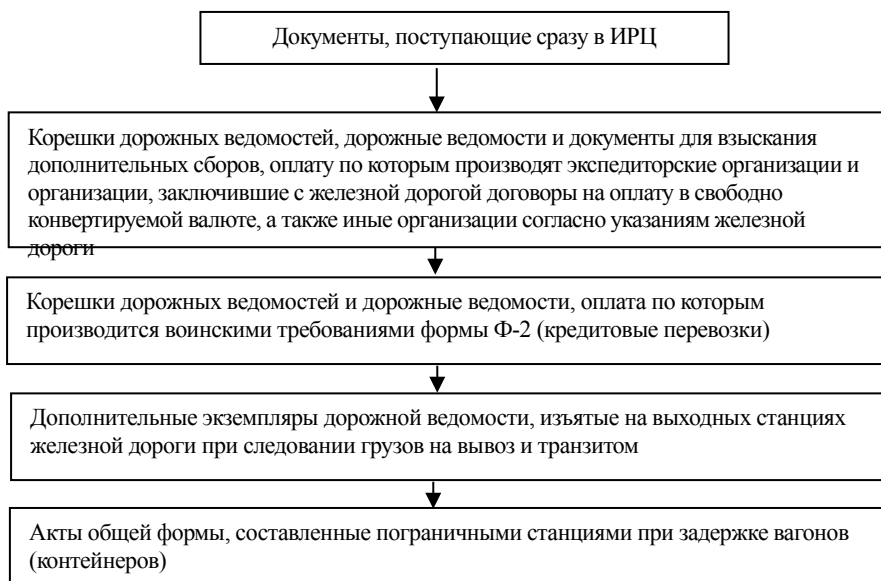 Документы, поступающие сразу в ИРЦ
Корешки дорожных ведомостей, дорожные ведомости и документы для взыскания
дополнительных сборов, оплату по которым производят экспедиторские организации и
организации, заключившие с железной дорогой договоры на оплату в свободно
конвертируемой валюте, а также иные организации согласно указаниям железной
дороги
Корешки дорожных ведомостей и дорожные ведомости, оплата по которым
производится воинскими требованиями формы Ф-2 (кредитовые перевозки)
Дополнительные экземпляры дорожной ведомости, изъятые на выходных станциях
железной дороги при следовании грузов на вывоз и транзитом
Акты общей формы, составленные пограничными станциями при задержке вагонов
(контейнеров)